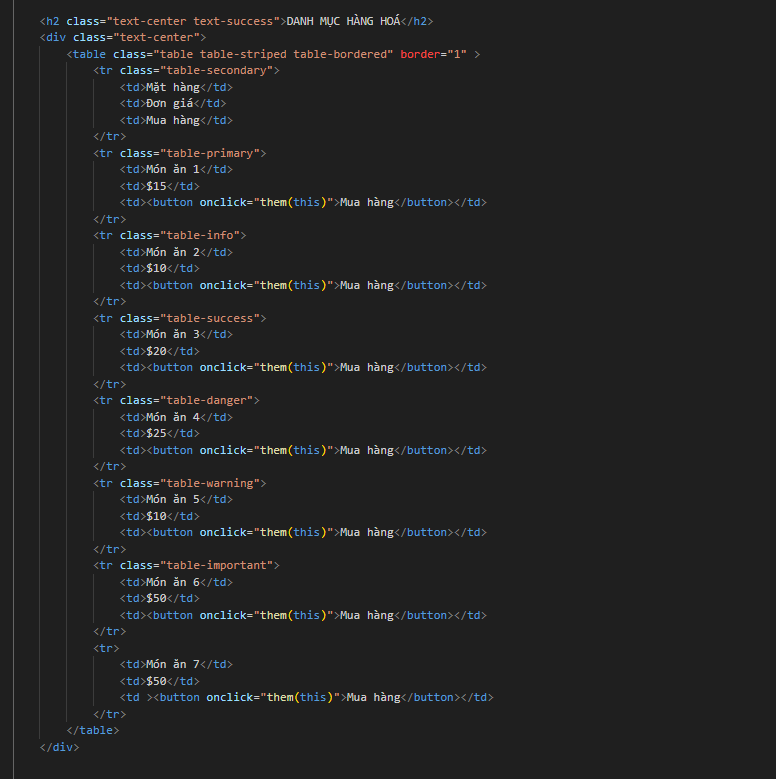 <h2 class="text-center text-success">DANH MỤC HÀNG HOÁ</h2>
<div class="text-center">
<table class="table table-striped table-bordered" border="1" >
<tr class="table-secondary">
<td>Mặt hàng</td>
<td>Đơn giá</td>
<td>Mua hàng</td>
</tr>
<tr class="table-primary">
<td>Món ăn 1</td>
<td>$15</td>
<td><button onclick="them(this)">Mua hàng</button></td>
</tr>
<tr class="table-info">
<td>Món ăn 2</td>
<td>$10</td>
<td><button onclick="them(this)">Mua hàng</button></td>
</tr>
<tr class="table-success">
<td>Món ăn 3</td>
<td>$20</td>
<td><button onclick="them(this)">Mua hàng</button></td>
</tr>
<tr class="table-danger">
<td>Món ăn 4</td>
<td>$25</td>
<td><button onclick="them(this)">Mua hàng</button></td>
</tr>
<tr class="table-warning">
<td>Món ăn 5</td>
<td>$10</td>
<td><button onclick="them(this)">Mua hàng</button></td>
</tr>
<tr class="table-important">
<td>Món ăn 6</td>
<td>$50</td>
<td><button onclick="them(this)">Mua hàng</button></td>
</tr>
<tr>
<td>Món ăn 7</td>
<td>$50</td>
<td ><button onclick="them(this)">Mua hàng</button></td>
</tr>
</table>
</div>